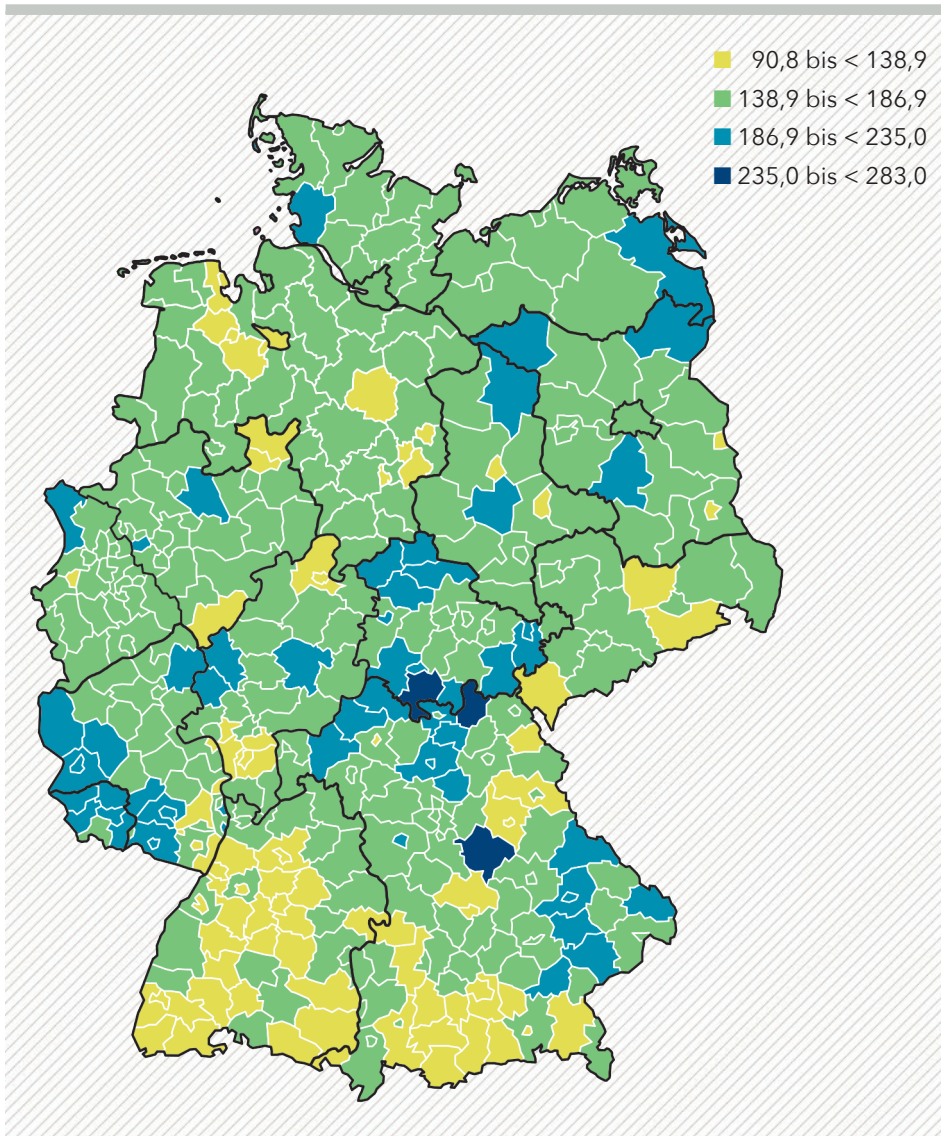 90,8 bis < 138,9
138,9 bis < 186,9
186,9 bis < 235,0
235,0 bis < 283,0